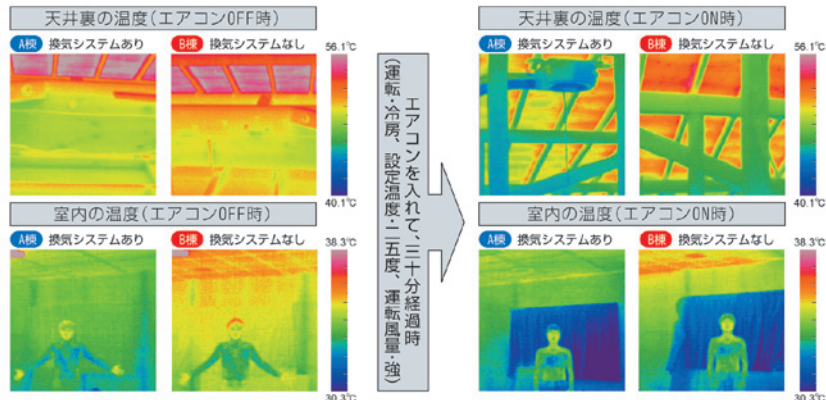 天井裏の温度(エアコンOFF時)
A棟 換気システムあり
B棟 換気システムなし
56.1℃
40.1℃
室内の温度(エアコンOFF時)
A棟 換気システムあり
B棟 換気システムなし
38.3℃
30.3℃
エアコンを入れて、三十分経過時
(運転・冷房、設定温度・二五度、運転風量・強)
天井裏の温度(エアコンON時)
A棟 換気システムあり
B棟 換気システムなし
56.1℃
40.1℃
室内の温度(エアコンON時)
A棟 換気システムあり
B棟 換気システムなし
38.3℃
30.3℃